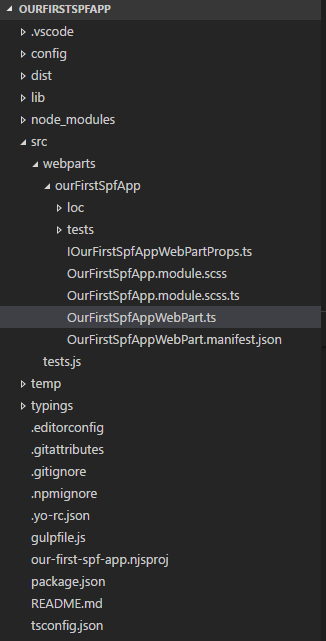 OURFIRSTSPFAPP
.vscode
config
dist
lib
node_modules
src
webparts
ourFirstSpfApp
loc
tests
IOurFirstSpfAppWebPartProps.ts
OurFirstSpfApp.module.scss
OurFirstSpfApp.module.scss.ts
OurFirstSpfAppWebPart.ts
OurFirstSpfAppWebPart.manifest.json
tests.js
temp
typings
.editorconfig
.gitattributes
.gitignore
.npmignore
.yo-rc.json
gulpfile.js
our-first-spf-app.njsproj
package.json
README.md
tsconfig.json